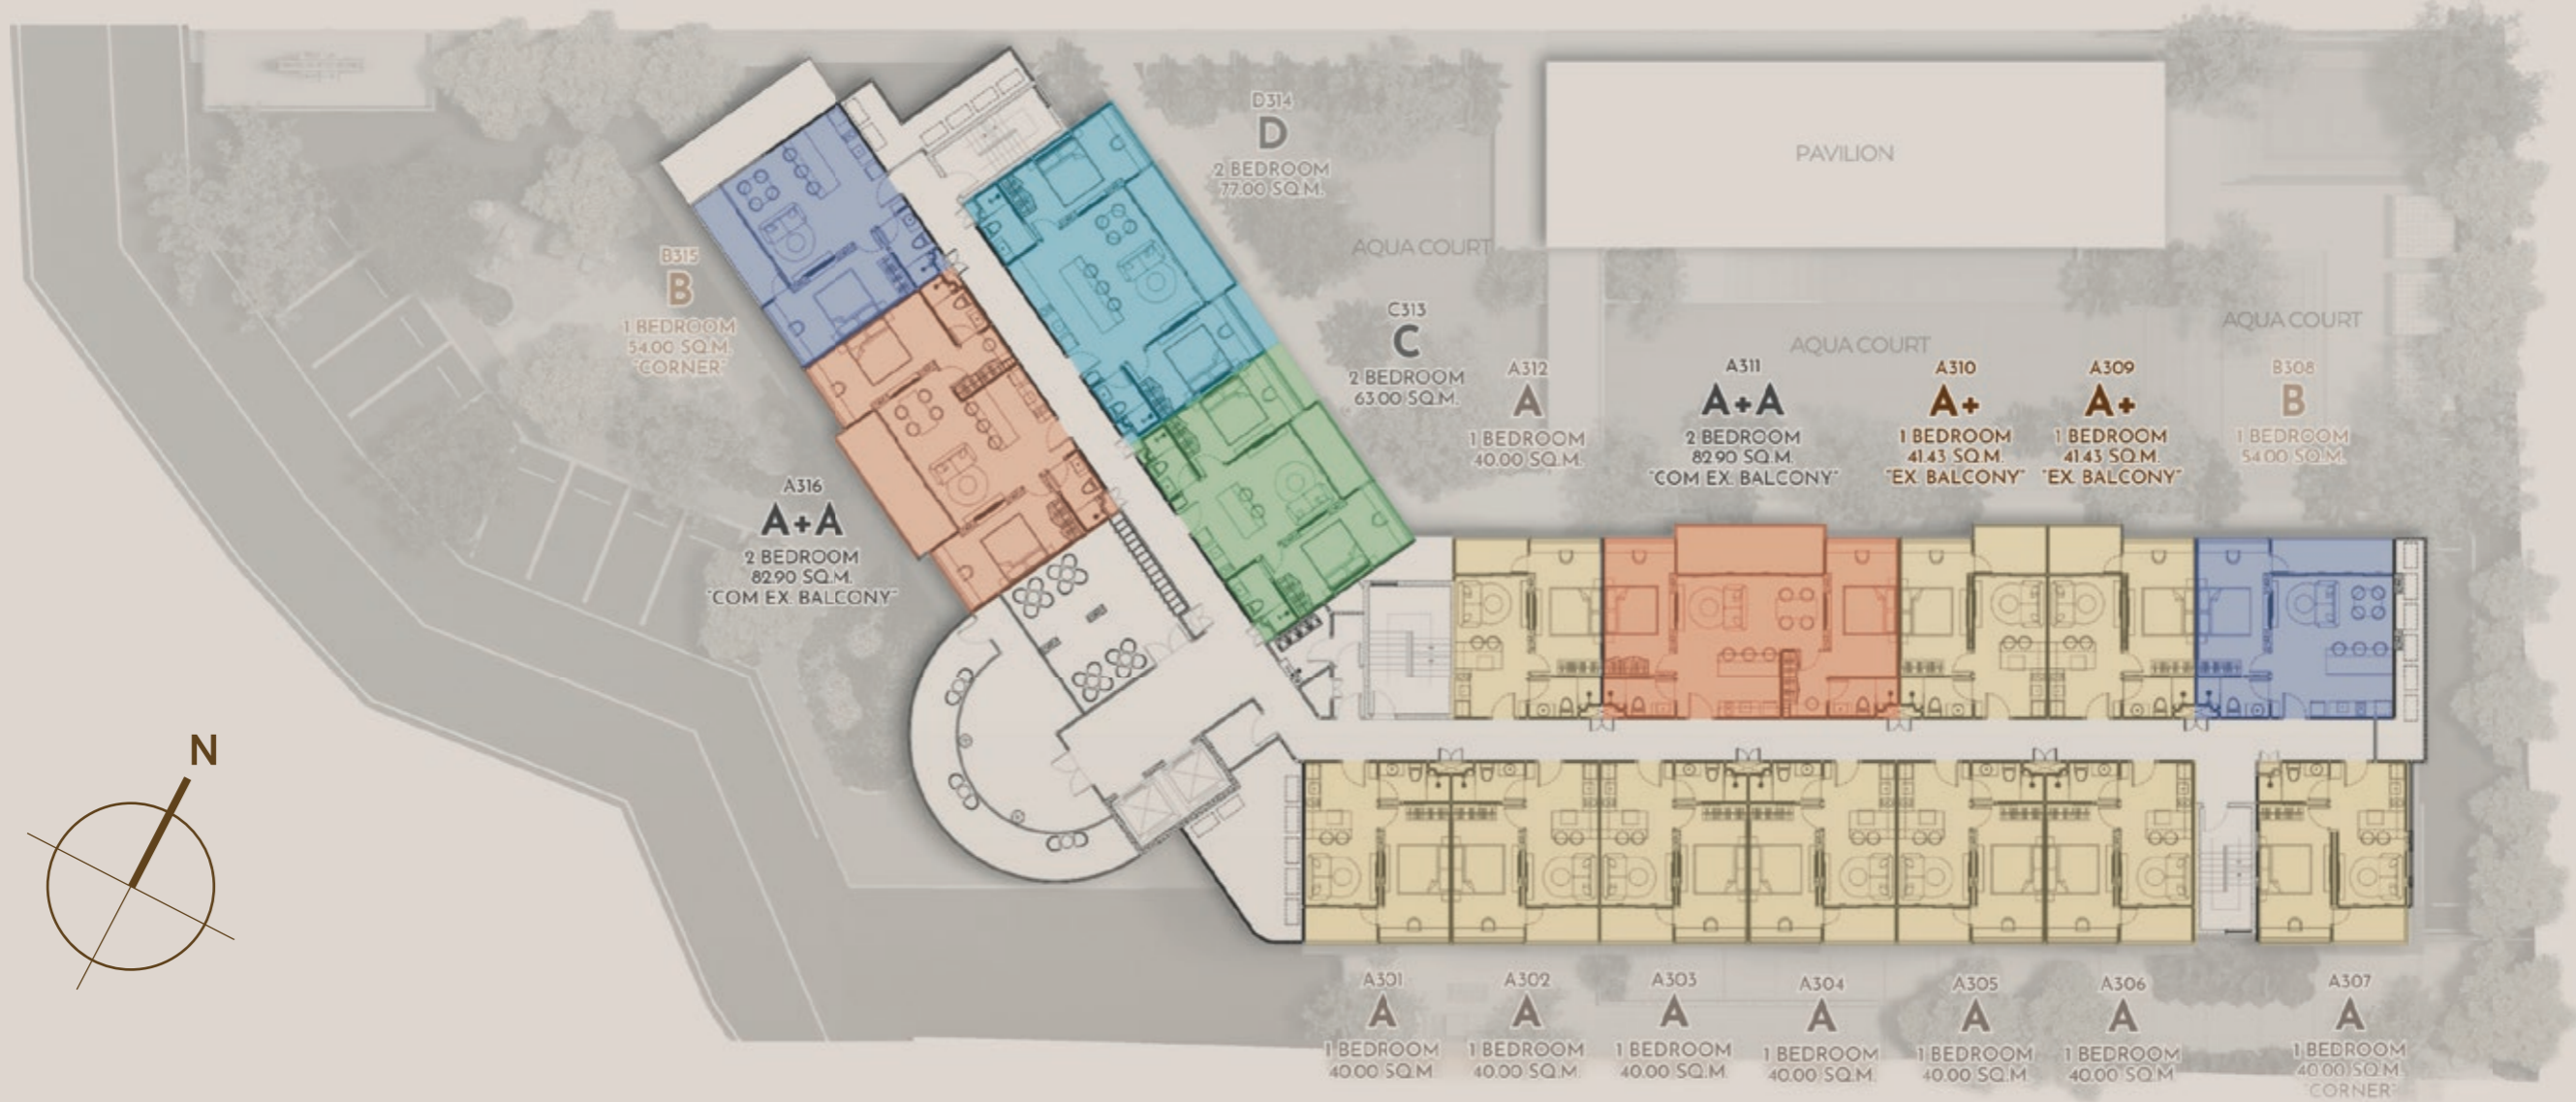 D314
D
2 BEDROOM
77.00 SQ.M.
PAVILION
AQUA COURT
B315
B
1 BEDROOM
54.00 SQ.M.
"CORNER"
C313
C
2 BEDROOM
63.00 SQ.M.
AQUA COURT
AQUA COURT
A312
A
1 BEDROOM
40.00 SQ.M.
A311
A+A
2 BEDROOM
82.90 SQ.M.
"COM EX. BALCONY"
A310
A+
1 BEDROOM
41.43 SQ.M.
"EX. BALCONY"
A309
A+
1 BEDROOM
41.43 SQ.M.
"EX. BALCONY"
B308
B
1 BEDROOM
54.00 SQ.M.
A316
A+A
2 BEDROOM
82.90 SQ.M.
"COM EX. BALCONY"
N
A301
A
1 BEDROOM
40.00 SQ.M.
A302
A
1 BEDROOM
40.00 SQ.M.
A303
A
1 BEDROOM
40.00 SQ.M.
A304
A
1 BEDROOM
40.00 SQ.M.
A305
A
1 BEDROOM
40.00 SQ.M.
A306
A
1 BEDROOM
40.00 SQ.M.
A307
A
1 BEDROOM
40.00 SQ.M.
"CORNER"